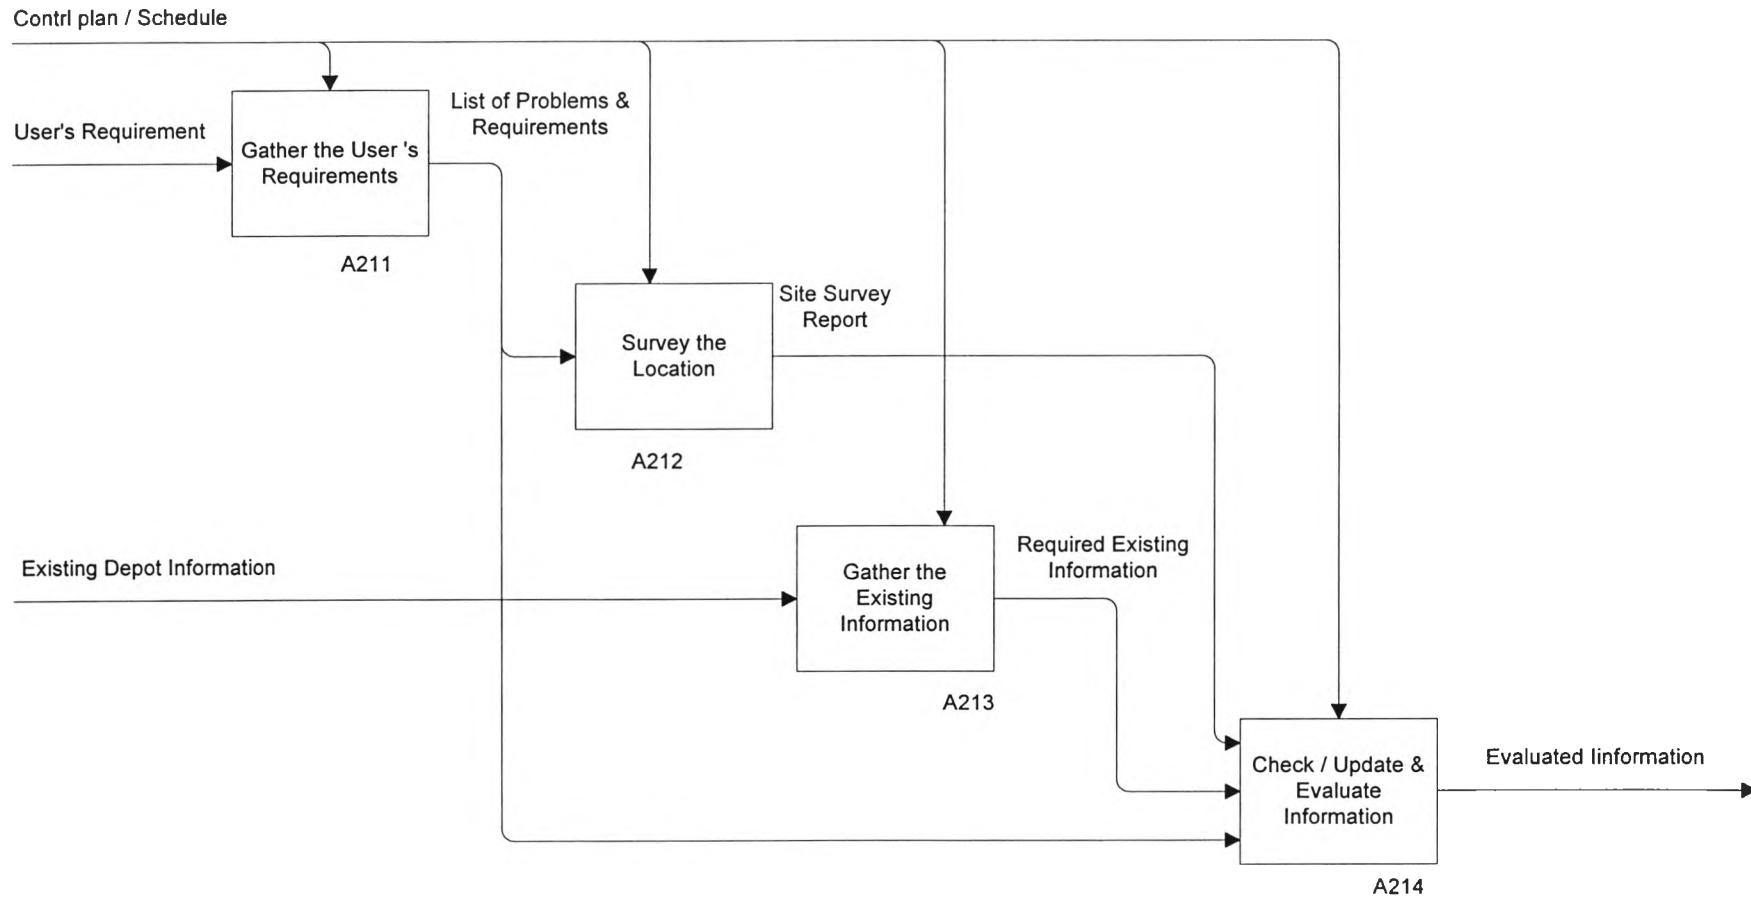 Contrl plan / Schedule
List of Problems &
Requirements
User's Requirement
Gather the User 's
Requirements
A211
Site Survey
Report
Survey the
Location
A212
Required Existing
Information
Existing Depot Information
Gather the
Existing
Information
A213
Check / Update &
Evaluate
Information
Evaluated Iinformation
A214